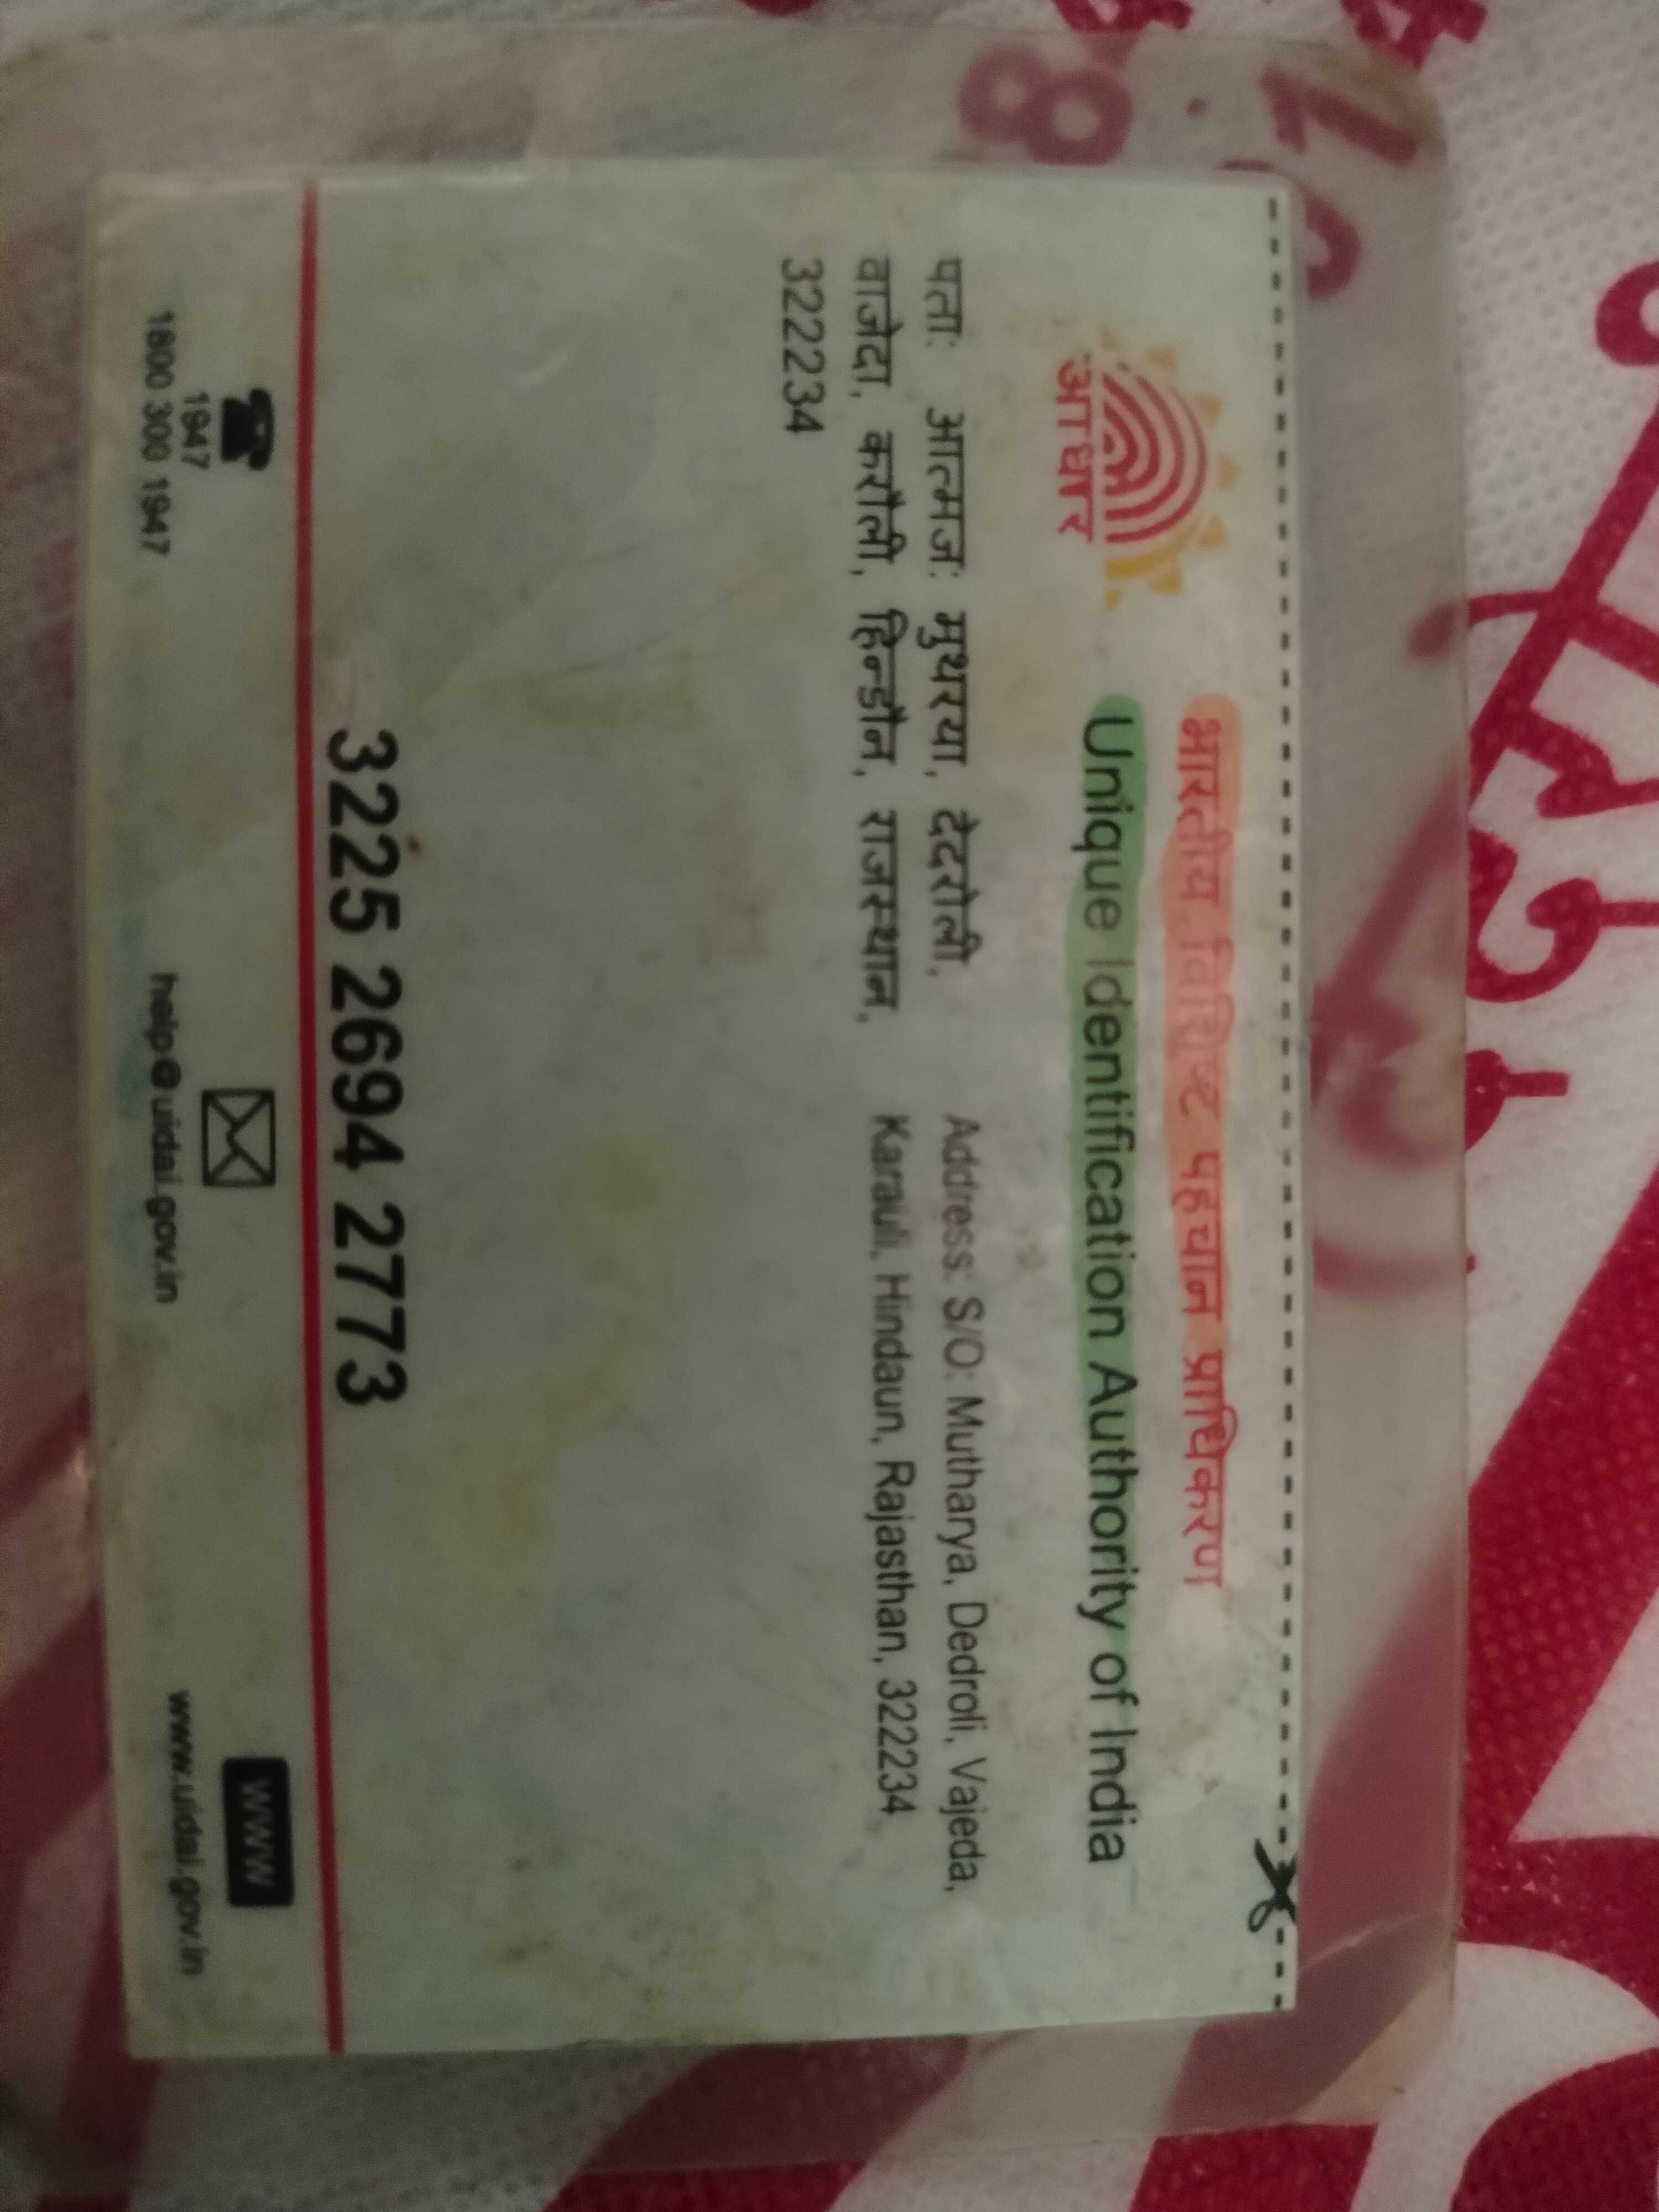 भारतीय विशिष्ट पहचान प्राधिकरण
Unique Identification Authority of India
आधार
पता: आत्मज: मुथरया, देदरोली,
वाजेदा, करौली, हिन्डौन, राजस्थान,
322234
Address: S/O: Mutharya, Dedroli, Vajeda,
Karauli, Hindaun, Rajasthan, 322234
3225 2694 2773
1947
1800 300 1947
help@uidai.gov.in
WWW
www.uidai.gov.in